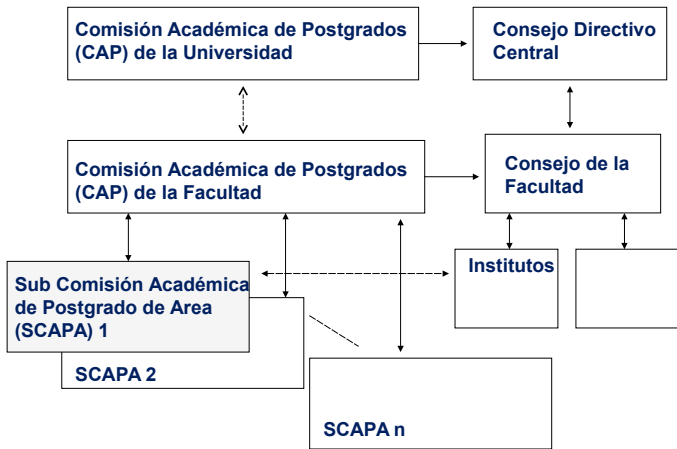 Comisión Académica de Postgrados
(CAP) de la Universidad
Consejo Directivo
Central
Comisión Académica de Postgrados
(CAP) de la Facultad
Consejo de la
Facultad
Institutos
Sub Comisión Académica
de Postgrado de Area
(SCAPA) 1
SCAPA 2
SCAPA n